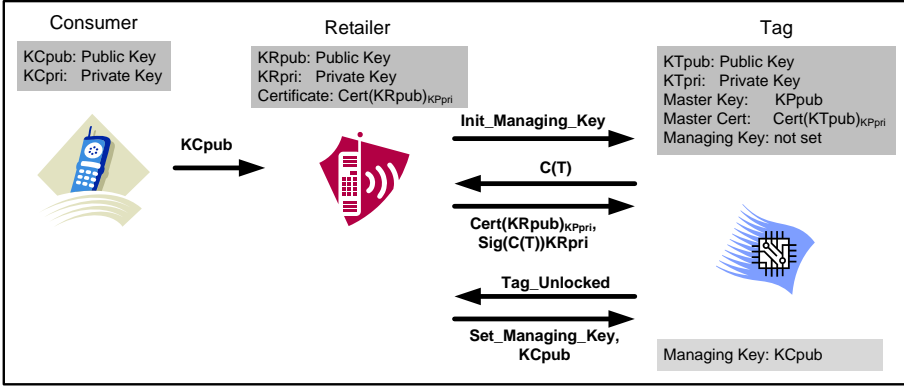 Consumer
KCpub: Public Key
KCpri: Private Key
KCpub
Retailer
KRpub: Public Key
KRpri: Private Key
Certificate: Cert(KRpub)KPpri
Init_Managing_Key
C(T)
Cert(KRpub)KPpri,
Sig(C(T))KRpri
Tag_Unlocked
Set_Managing_Key,
KCpub
Tag
KTpub: Public Key
KTpri: Private Key
Master Key: KPpub
Master Cert: Cert(KTpub)KPpri
Managing Key: not set
Managing Key: KCpub